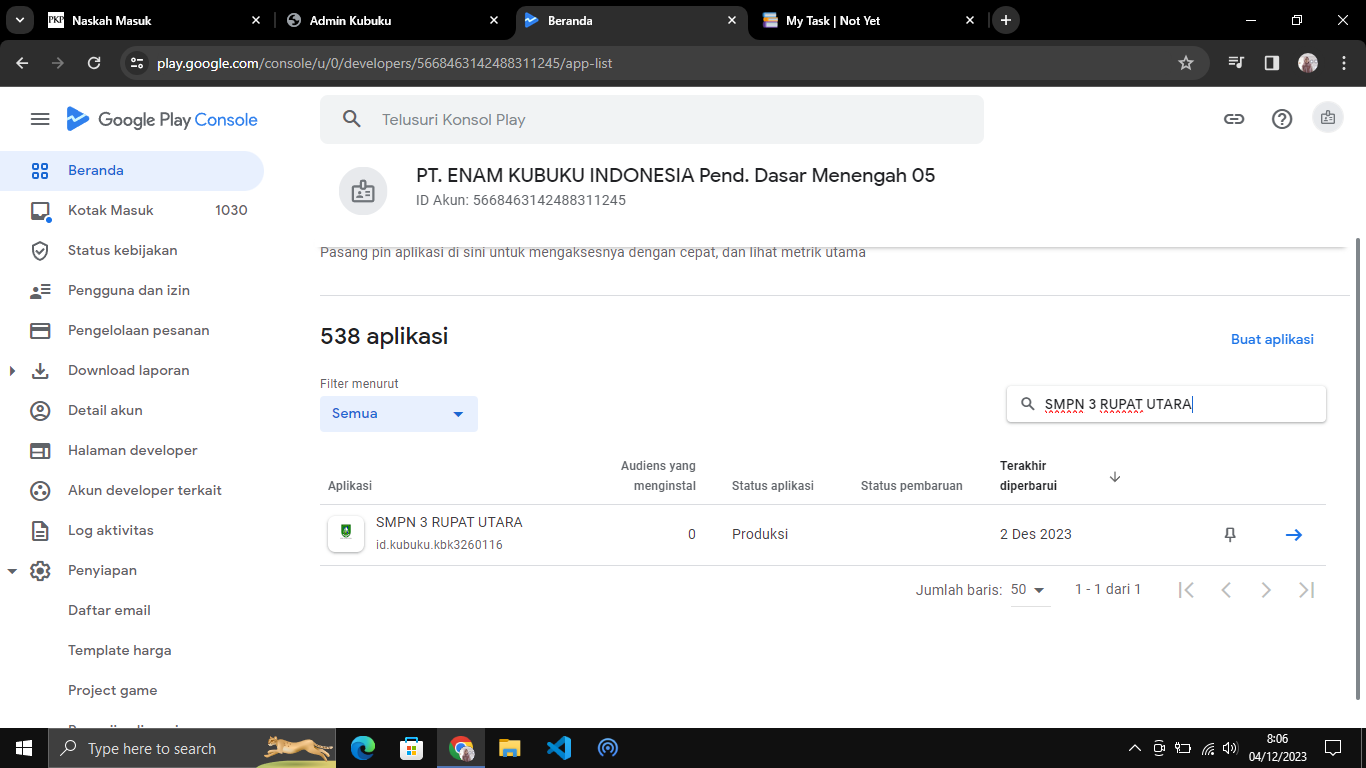 PKP Naskah Masuk
Admin Kubuku
Beranda
My Task | Not Yet
play.google.com/console/u/0/developers/5668463142488311245/app-list
Google Play Console
Telusuri Konsol Play
PT. ENAM KUBUKU INDONESIA Pend. Dasar Menengah 05
ID Akun: 5668463142488311245
Beranda
Kotak Masuk 1030
Status kebijakan
Pengguna dan izin
Pengelolaan pesanan
Download laporan
Detail akun
Halaman developer
Akun developer terkait
Log aktivitas
Penyiapan
Daftar email
Template harga
Project game
Pasang pin aplikasi di sini untuk mengaksesnya dengan cepat, dan lihat metrik utama
538 aplikasi
Buat aplikasi
Filter menurut
Semua
SMPN 3 RUPAT UTARA
Aplikasi
Audiens yang
menginstal
Status aplikasi
Status pembaruan
Terakhir
diperbarui
SMPN 3 RUPAT UTARA
id.kubuku.kbk3260116
0
Produksi
2 Des 2023
Jumlah baris: 50
1 - 1 dari 1
Type here to search
8:06
04/12/2023